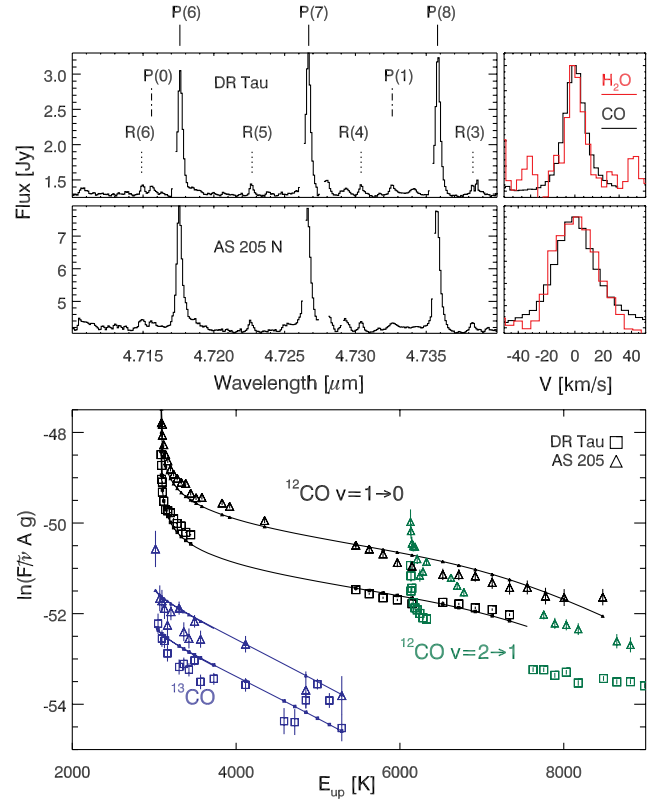 P(6) P(7) P(8)
P(0) DR Tau P(1)
R(6) R(5) R(4) R(3)
H₂O
CO
3.0
2.5
2.0
1.5
Flux [Jy]
AS 205 N
7
6
5
4
4.715 4.720 4.725 4.730 4.735
-40 -20 0 20 40
Wavelength [μm]
V [km/s]
-48
-50
-52
-54
ln(F/ν̃ A g)
DR Tau
AS 205
¹²CO v=1→0
¹²CO v=2→1
¹³CO
2000 4000 6000 8000
E_up [K]